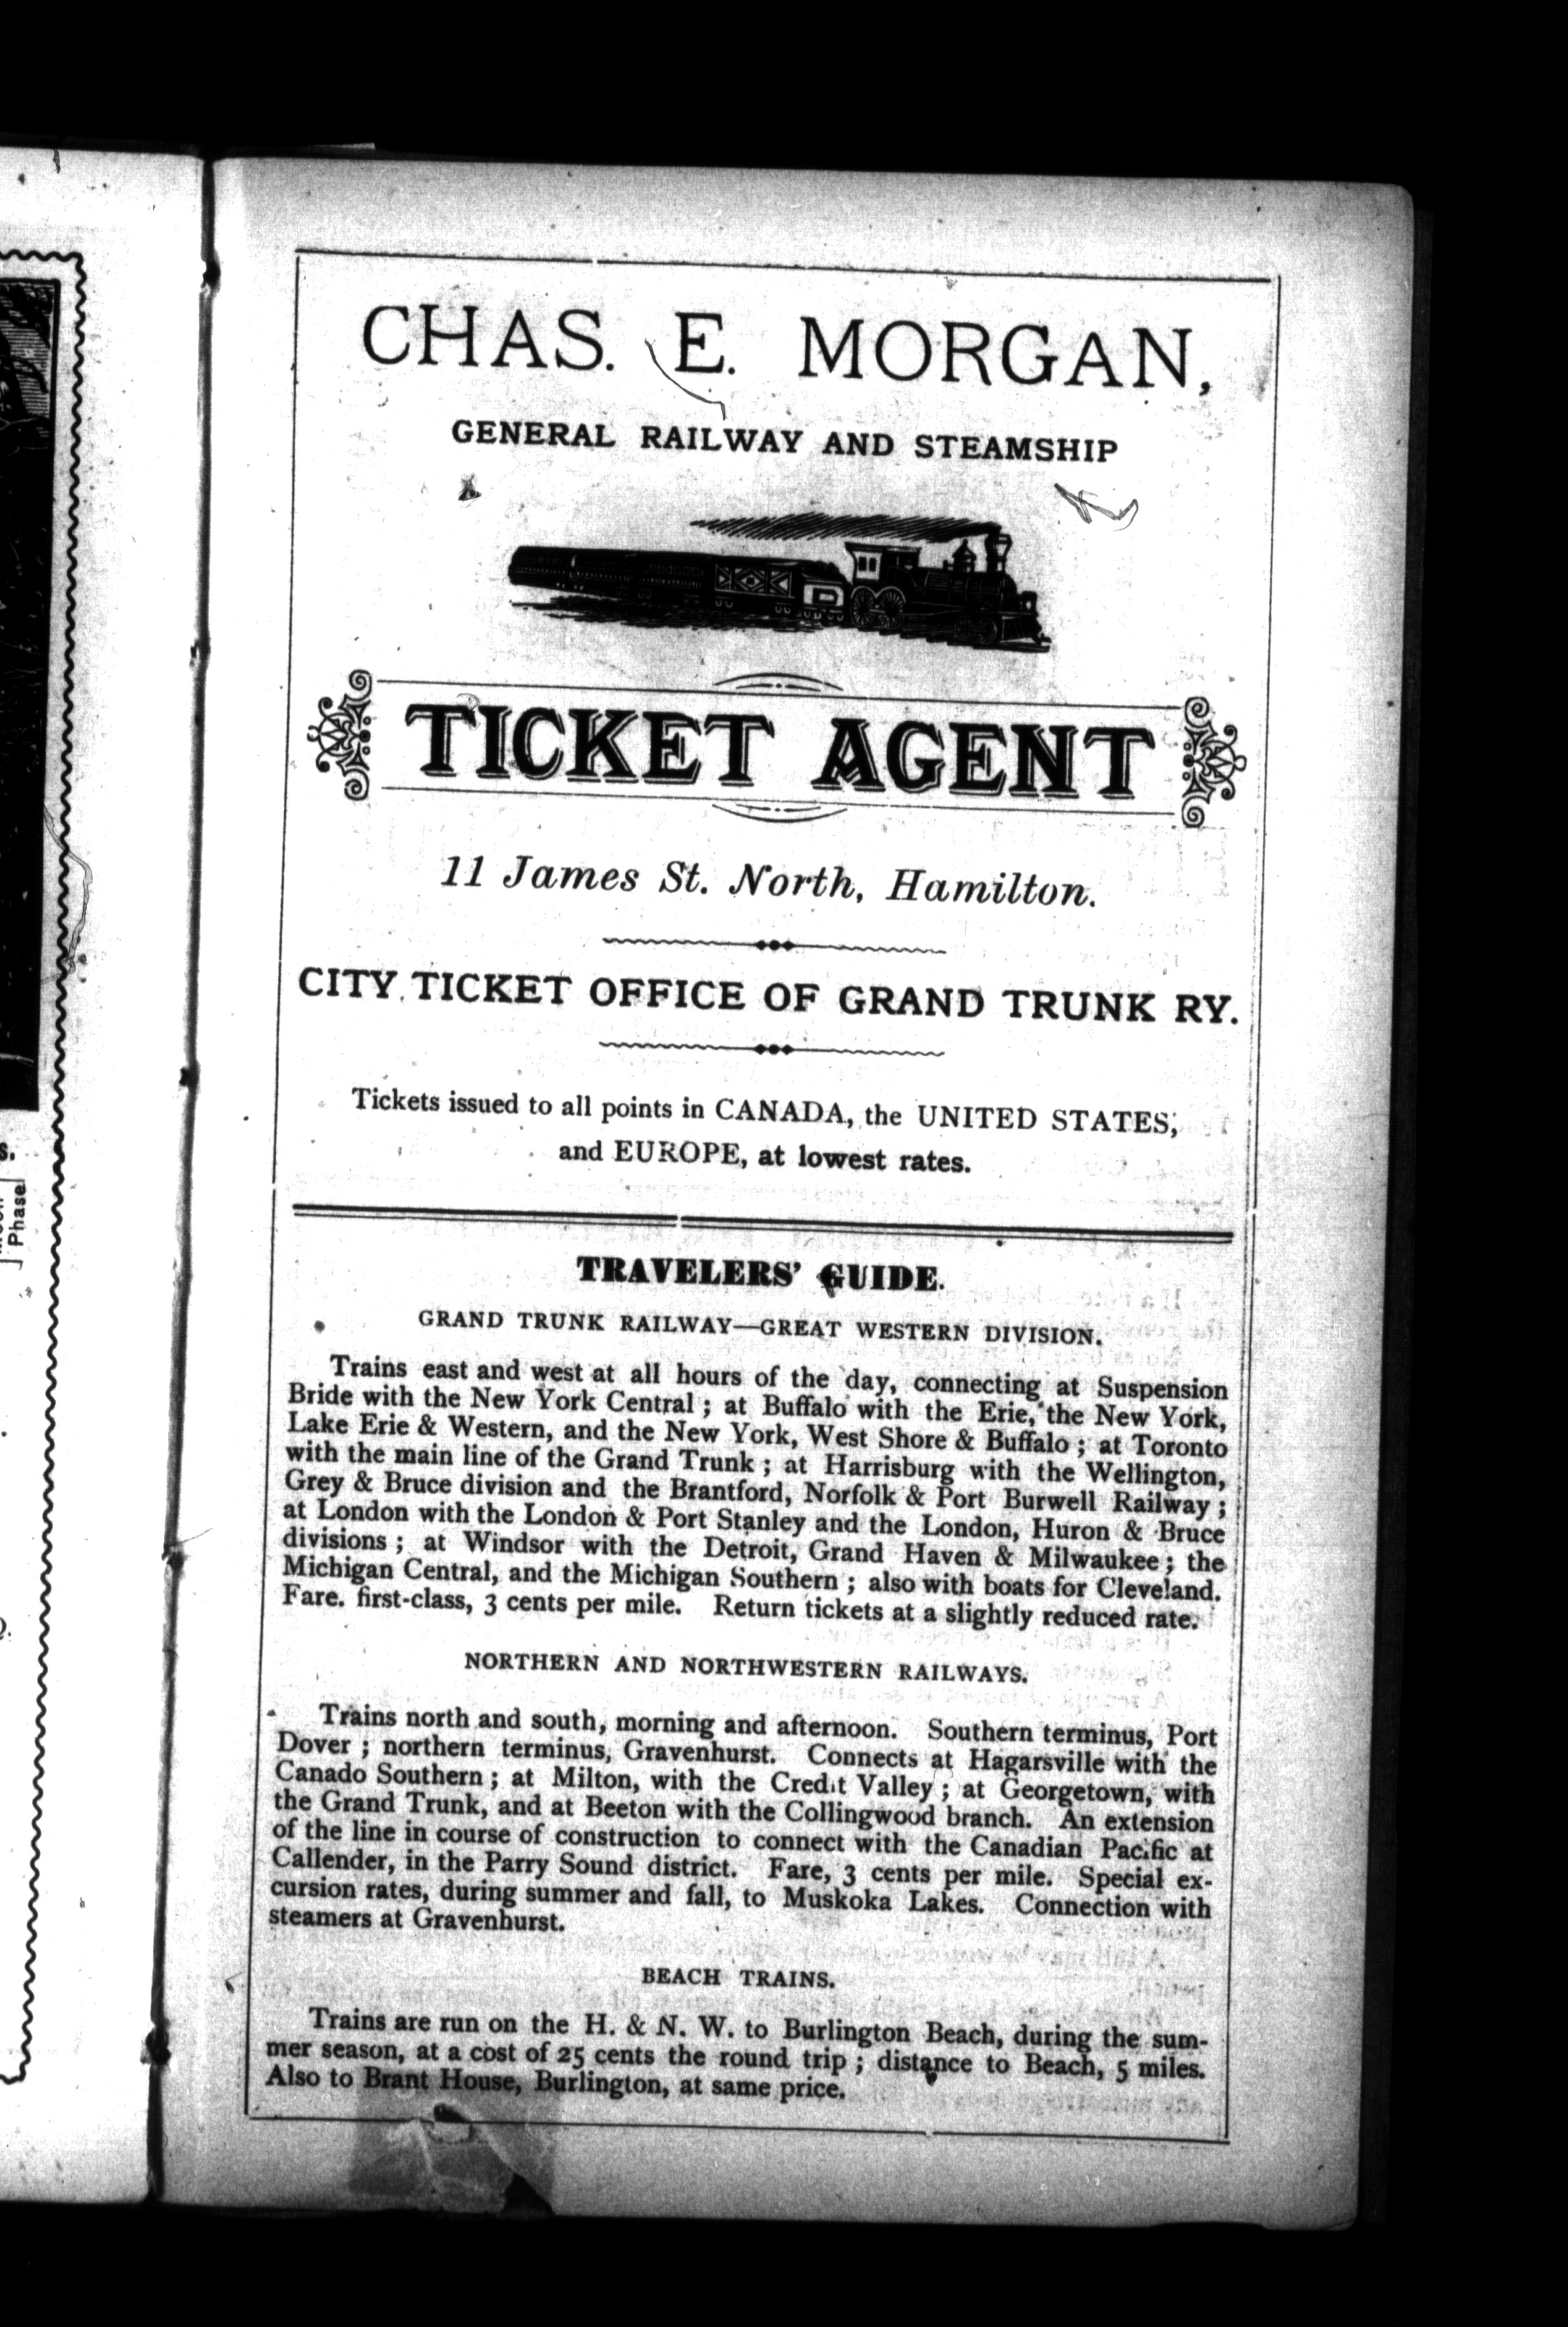 CHAS. E. MORGAN,
GENERAL RAILWAY AND STEAMSHIP
TICKET AGENT
11 James St. North, Hamilton.
CITY TICKET OFFICE OF GRAND TRUNK RY.
Tickets issued to all points in CANADA, the UNITED STATES,
and EUROPE, at lowest rates.
TRAVELERS' GUIDE.
GRAND TRUNK RAILWAY—GREAT WESTERN DIVISION.
Trains east and west at all hours of the day, connecting at Suspension
Bride with the New York Central ; at Buffalo with the Erie, the New York,
Lake Erie & Western, and the New York, West Shore & Buffalo ; at Toronto
with the main line of the Grand Trunk ; at Harrisburg with the Wellington,
Grey & Bruce division and the Brantford, Norfolk & Port Burwell Railway ;
at London with the London & Port Stanley and the London, Huron & Bruce
divisions ; at Windsor with the Detroit, Grand Haven & Milwaukee ; the
Michigan Central, and the Michigan Southern ; also with boats for Cleveland.
Fare. first-class, 3 cents per mile. Return tickets at a slightly reduced rate.
NORTHERN AND NORTHWESTERN RAILWAYS.
Trains north and south, morning and afternoon. Southern terminus, Port
Dover ; northern terminus, Gravenhurst. Connects at Hagarsville with the
Canado Southern ; at Milton, with the Credit Valley ; at Georgetown, with
the Grand Trunk, and at Beeton with the Collingwood branch. An extension
of the line in course of construction to connect with the Canadian Pacific at
Callender, in the Parry Sound district. Fare, 3 cents per mile. Special ex-
cursion rates, during summer and fall, to Muskoka Lakes. Connection with
steamers at Gravenhurst.
BEACH TRAINS.
Trains are run on the H. & N. W. to Burlington Beach, during the sum-
mer season, at a cost of 25 cents the round trip ; distance to Beach, 5 miles.
Also to Brant House, Burlington, at same price.
Phase